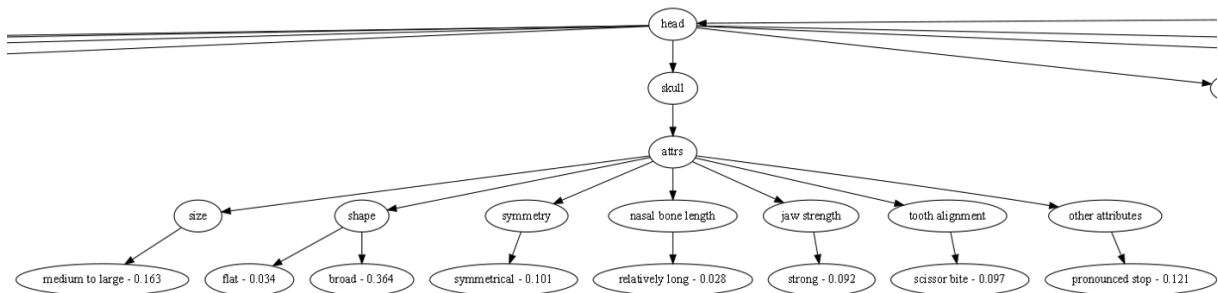 head
skull
attrs
size
shape
symmetry
nasal bone length
jaw strength
tooth alignment
other attributes
medium to large - 0.163
flat - 0.034
broad - 0.364
symmetrical - 0.101
relatively long - 0.028
strong - 0.092
scissor bite - 0.097
pronounced stop - 0.121